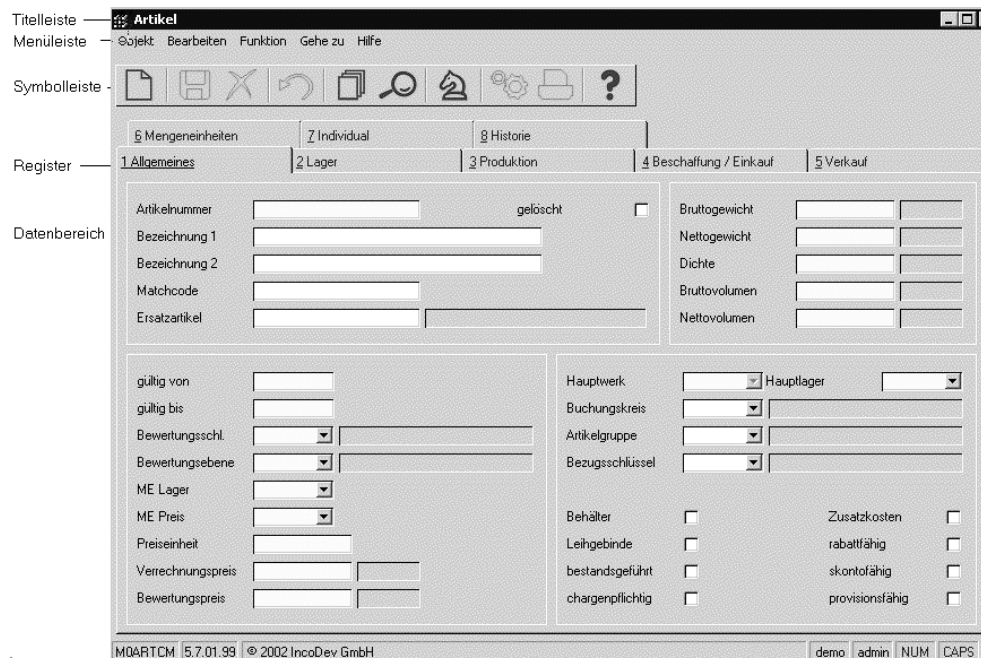 Titelleiste Artikel
Menüleiste Objekt Bearbeiten Funktion Gehe zu Hilfe
Symbolleiste ?
6 Mengeneinheiten 7 Individual 8 Historie
Register 1 Allgemeines 2 Lager 3 Produktion 4 Beschaffung / Einkauf 5 Verkauf
Datenbereich
Artikelnummer gelöscht
Bezeichnung 1
Bezeichnung 2
Matchcode
Ersatzartikel
Bruttogewicht
Nettogewicht
Dichte
Bruttovolumen
Nettovolumen
gültig von
gültig bis
Bewertungsschl.
Bewertungsebene
ME Lager
ME Preis
Preiseinheit
Verrechnungspreis
Bewertungspreis
Hauptwerk Hauptlager
Buchungskreis
Artikelgruppe
Bezugsschlüssel
Behälter Zusatzkosten
Leihgebinde rabattfähig
bestandsgeführt skontofähig
chargenpflichtig provisionsfähig
M0ARTCM 5.7.01.99 © 2002 IncoDev GmbH demo admin NUM CAPS